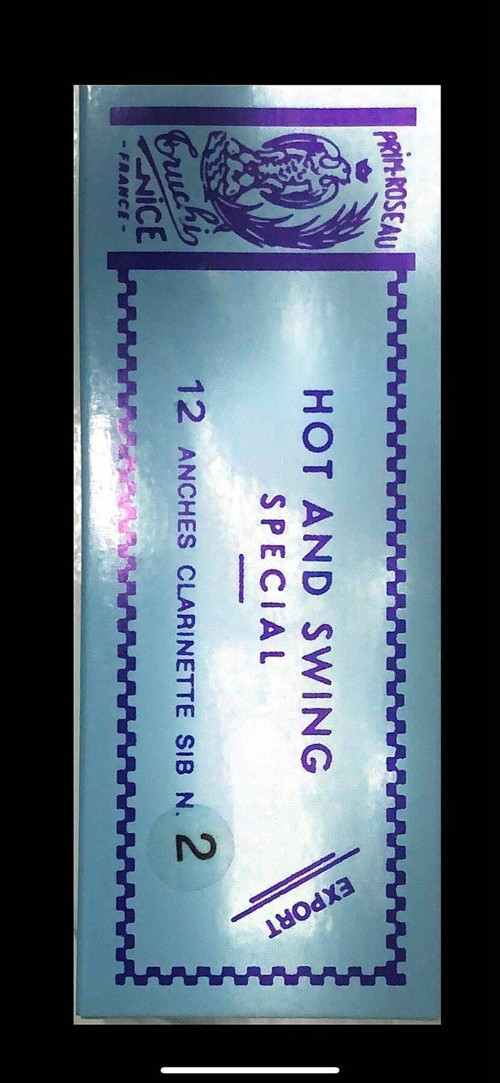 PRIM-ROSEAU
Cruchi
NICE
- FRANCE -
HOT AND SWING
SPECIAL
12 ANCHES CLARINETTE SIB N. 2
EXPORT